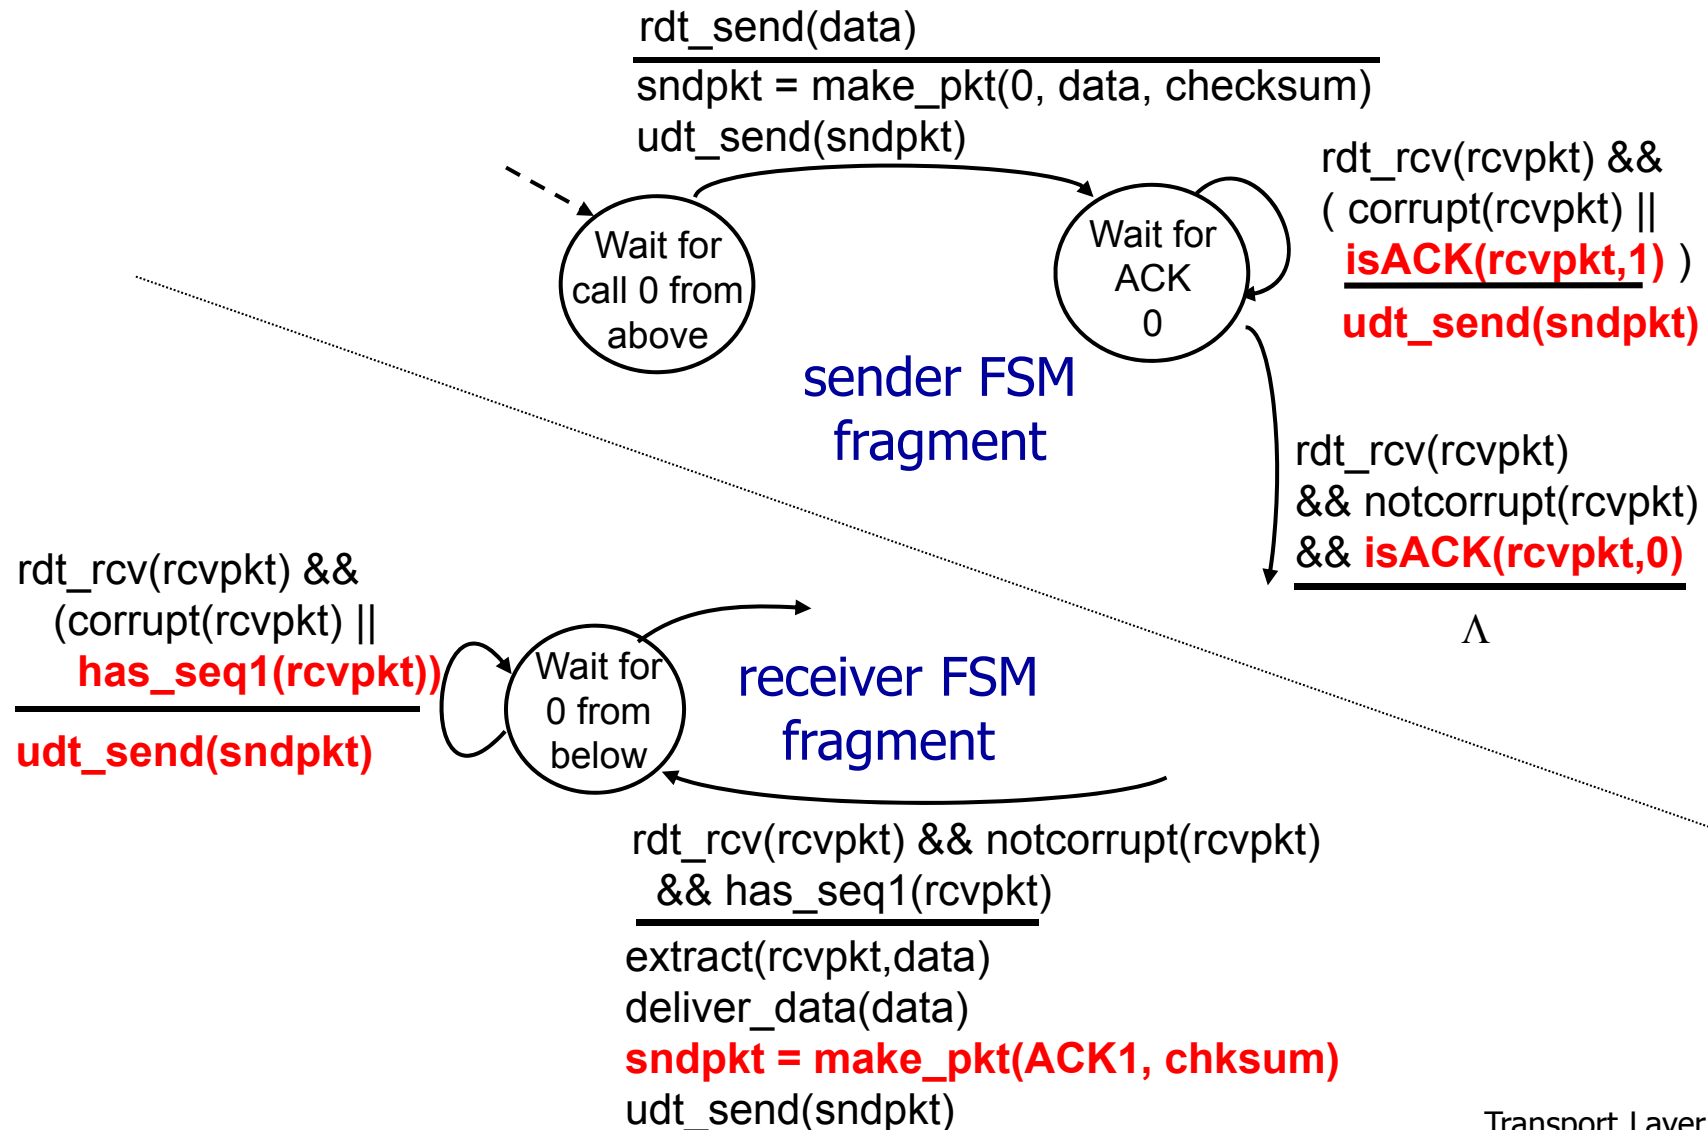 rdt_send(data)
sndpkt = make_pkt(0, data, checksum)
udt_send(sndpkt)
rdt_rcv(rcvpkt) &&
( corrupt(rcvpkt) ||
isACK(rcvpkt,1) )
udt_send(sndpkt)
Wait for
call 0 from
above
Wait for
ACK
0
sender FSM
fragment
rdt_rcv(rcvpkt)
&& notcorrupt(rcvpkt)
&& isACK(rcvpkt,0)
Λ
rdt_rcv(rcvpkt) &&
(corrupt(rcvpkt) ||
has_seq1(rcvpkt))
udt_send(sndpkt)
Wait for
0 from
below
receiver FSM
fragment
rdt_rcv(rcvpkt) && notcorrupt(rcvpkt)
&& has_seq1(rcvpkt)
extract(rcvpkt,data)
deliver_data(data)
sndpkt = make_pkt(ACK1, chksum)
udt_send(sndpkt)
Transport Layer